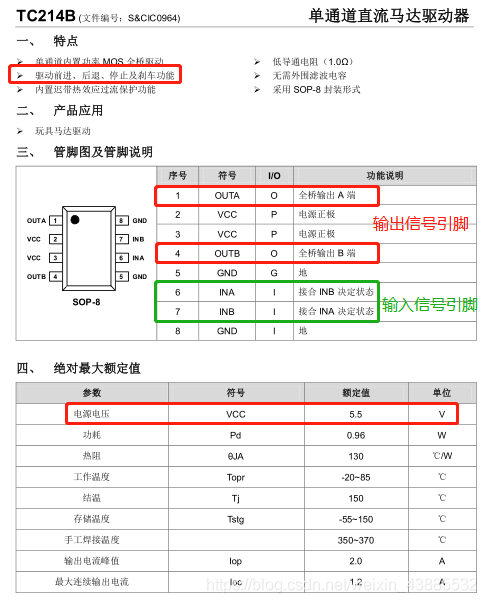 TC214B (文件编号：S&CIC0964) 单通道直流马达驱动器
一、 特点
➢ 单通道内置功率 MOS 全桥驱动 ➢ 低导通电阻（1.0Ω）
➢ 驱动前进、后退、停止及刹车功能 ➢ 无需外围滤波电容
➢ 内置迟带热效应过流保护功能 ➢ 采用 SOP-8 封装形式
二、 产品应用
➢ 玩具马达驱动
三、 管脚图及管脚说明
OUTA 1 8 GND
VCC 2 7 INB
VCC 3 6 INA
OUTB 4 5 GND
SOP-8
序号 符号 I/O 功能说明
1 OUTA O 全桥输出 A 端
2 VCC P 电源正极
3 VCC P 电源正极
4 OUTB O 全桥输出 B 端
5 GND G 地
6 INA I 接合 INB 决定状态
7 INB I 接合 INA 决定状态
8 GND I 地
输出信号引脚
输入信号引脚
四、 绝对最大额定值
参数 符号 额定值 单位
电源电压 VCC 5.5 V
功耗 Pd 0.96 W
热阻 θJA 130 ℃/W
工作温度 Topr -20~85 ℃
结温 Tj 150 ℃
存储温度 Tstg -55~150 ℃
手工焊接温度 350~370 ℃
输出电流峰值 Iop 2.0 A
最大连续输出电流 Ioc 1.2 A
https://blog.csdn.net/weixin_43885532